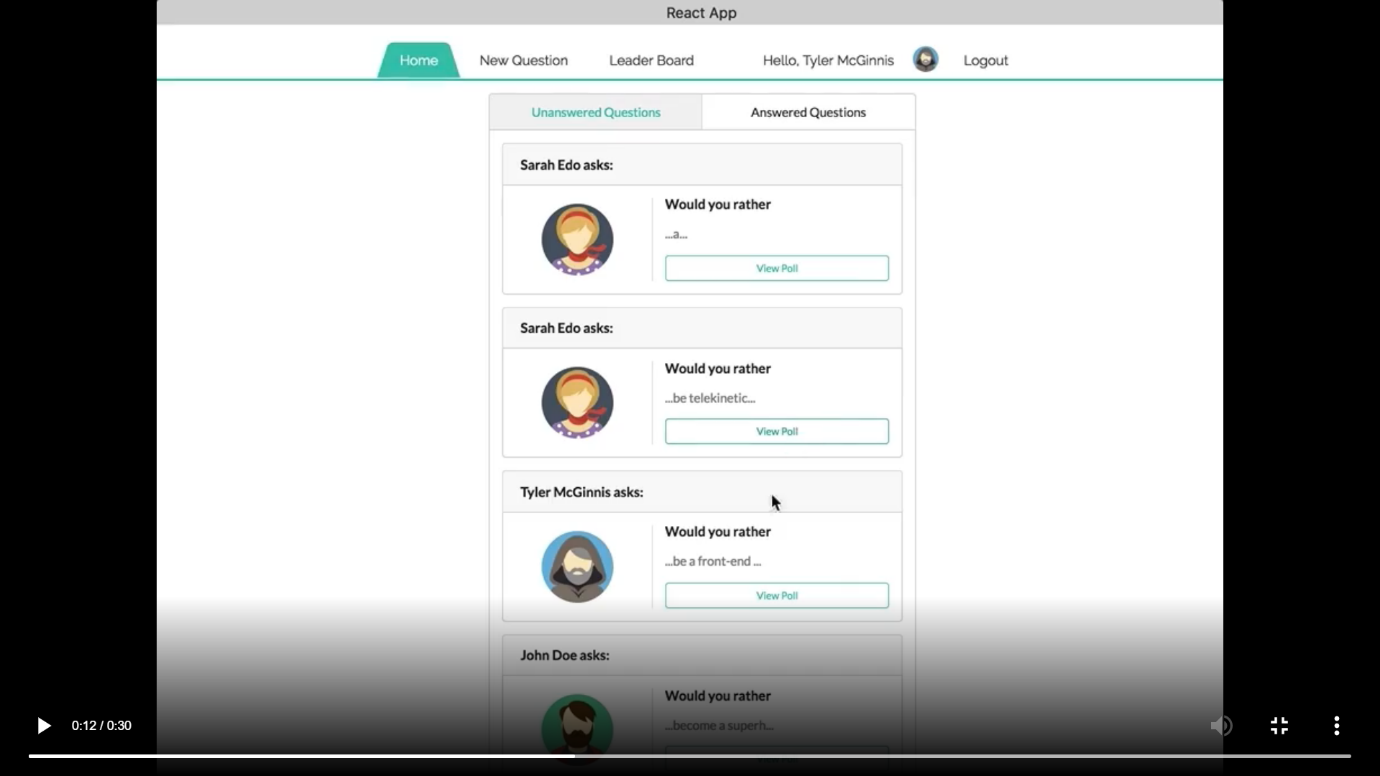 React App
Home New Question Leader Board Hello, Tyler McGinnis Logout
Unanswered Questions Answered Questions
Sarah Edo asks:
Would you rather
...a...
View Poll
Sarah Edo asks:
Would you rather
...be telekinetic...
View Poll
Tyler McGinnis asks:
Would you rather
...be a front-end ...
View Poll
John Doe asks:
Would you rather
...become a superh...
0:12 / 0:30